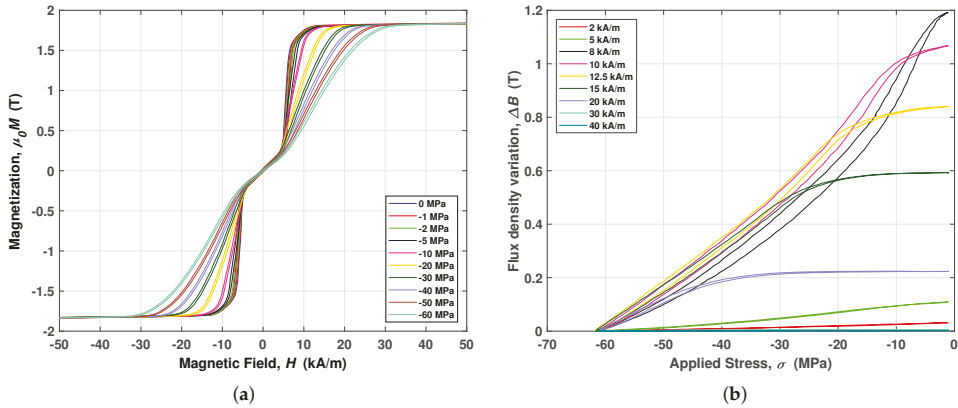 2
1.5
1
0.5
0
-0.5
-1
-1.5
-2
Magnetization, μ₀M (T)
-50 -40 -30 -20 -10 0 10 20 30 40 50
Magnetic Field, H (kA/m)
0 MPa
-1 MPa
-2 MPa
-5 MPa
-10 MPa
-20 MPa
-30 MPa
-40 MPa
-50 MPa
-60 MPa
(a)
1.2
1
0.8
0.6
0.4
0.2
0
Flux density variation, ΔB (T)
-70 -60 -50 -40 -30 -20 -10 0
Applied Stress, σ (MPa)
2 kA/m
5 kA/m
8 kA/m
10 kA/m
12.5 kA/m
15 kA/m
20 kA/m
30 kA/m
40 kA/m
(b)